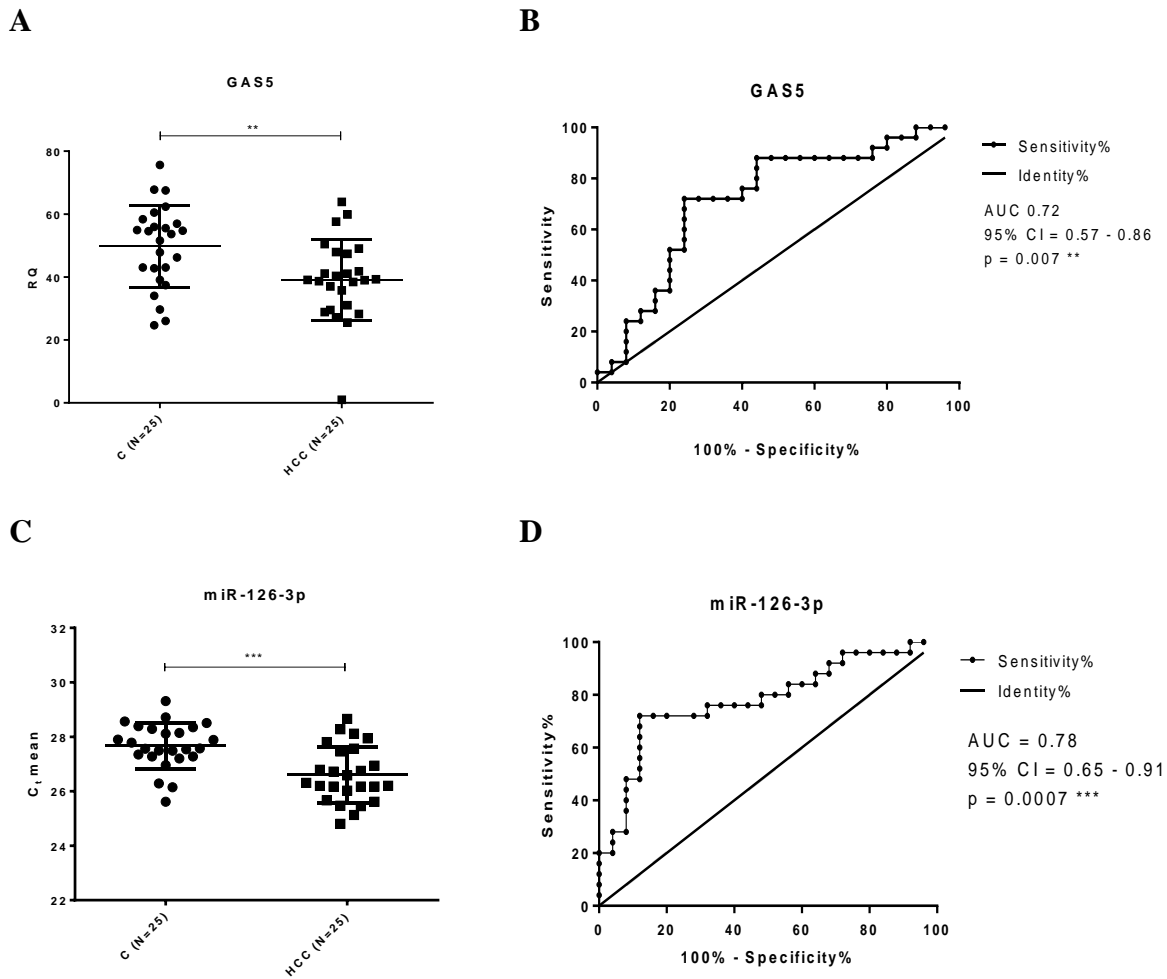 A
GAS5
**
80
60
40
20
0
RQ
C (N=25)
HCC (N=25)
B
GAS5
100
80
60
40
20
0
Sensitivity
0 20 40 60 80 100
100% - Specificity%
Sensitivity%
Identity%
AUC 0.72
95% CI = 0.57 - 0.86
p = 0.007 **
C
miR-126-3p
***
32
30
28
26
24
22
Ct mean
C (N=25)
HCC (N=25)
D
miR-126-3p
100
80
60
40
20
0
Sensitivity%
0 20 40 60 80 100
100% - Specificity%
Sensitivity%
Identity%
AUC = 0.78
95% CI = 0.65 - 0.91
p = 0.0007 ***